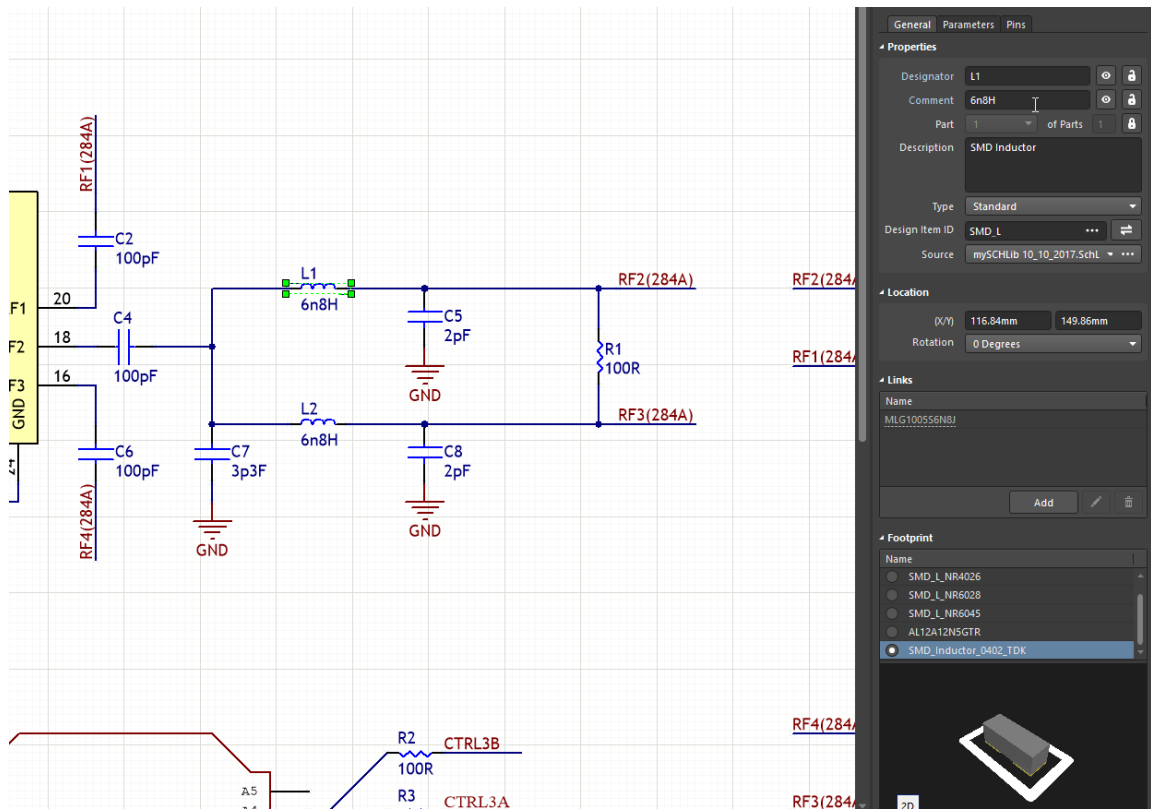 General Parameters Pins
Properties
Designator L1
Comment 6n8H
Part 1 of Parts 1
Description SMD Inductor
Type Standard
Design Item ID SMD_L ...
Source mySCHLib 10_10_2017.SchL ...
Location
(X/Y) 116.84mm 149.86mm
Rotation 0 Degrees
Links
Name
MLG1005S6N8J
Add
Footprint
Name
SMD_L_NR4026
SMD_L_NR6028
SMD_L_NR6045
AL12A12N5GTR
SMD_Inductor_0402_TDK
2D
RF1(284A)
C2
100pF
F1 20
F2 18
F3 16
GND
24
C4
100pF
C6
100pF
RF4(284A)
L1
6n8H
C5
2pF
GND
RF2(284A)
R1
100R
RF3(284A)
L2
6n8H
C7
3p3F
GND
C8
2pF
GND
RF2(284A
RF1(284A
RF4(284A
RF3(284A
R2
100R
CTRL3B
R3
CTRL3A
A5